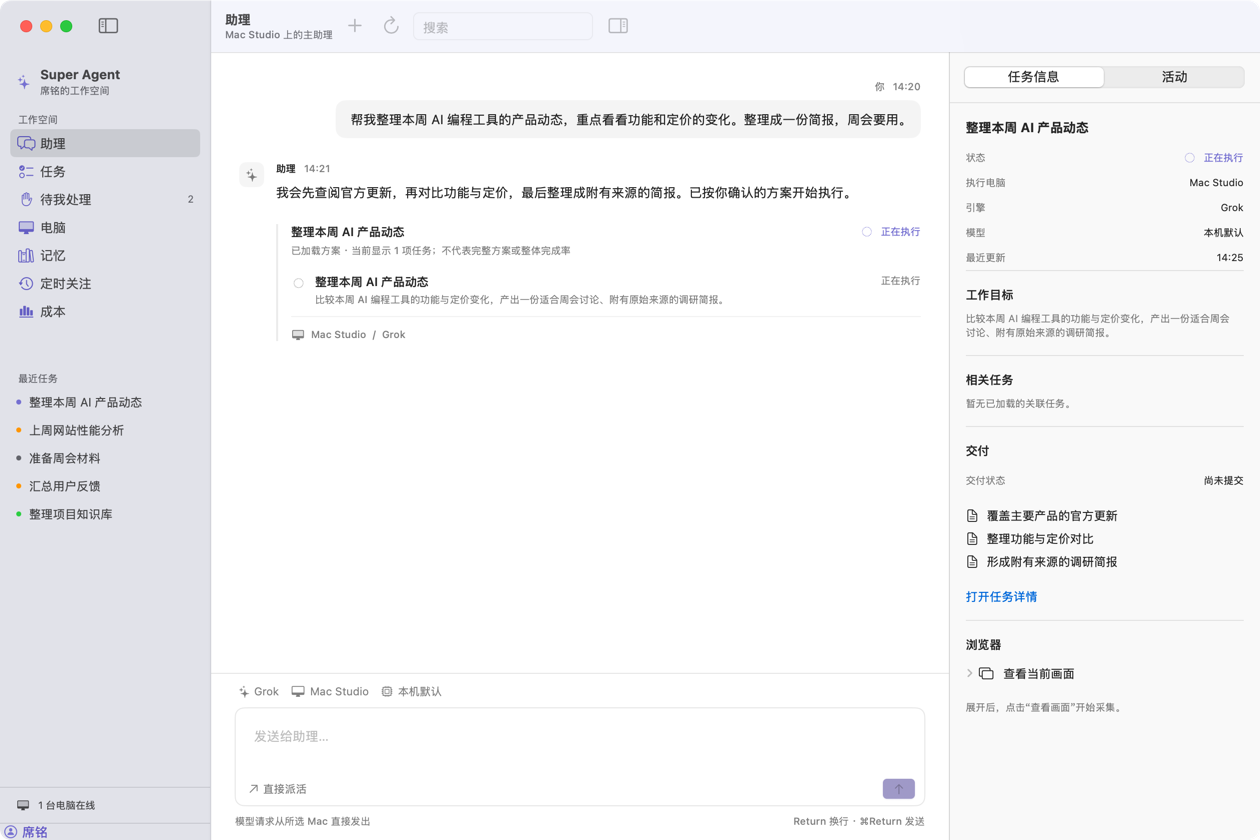 Super Agent
席铭的工作空间
工作空间
助理
任务
待我处理 2
电脑
记忆
定时关注
成本
最近任务
整理本周 AI 产品动态
上周网站性能分析
准备周会材料
汇总用户反馈
整理项目知识库
1 台电脑在线
席铭
助理
Mac Studio 上的主助理
搜索
你 14:20
帮我整理本周 AI 编程工具的产品动态，重点看看功能和定价的变化。整理成一份简报，周会要用。
助理 14:21
我会先查阅官方更新，再对比功能与定价，最后整理成附有来源的简报。已按你确认的方案开始执行。
整理本周 AI 产品动态 正在执行
已加载方案 · 当前显示 1 项任务；不代表完整方案或整体完成率
整理本周 AI 产品动态 正在执行
比较本周 AI 编程工具的功能与定价变化，产出一份适合周会讨论、附有原始来源的调研简报。
Mac Studio / Grok
Grok Mac Studio 本机默认
发送给助理...
直接派活
模型请求从所选 Mac 直接发出 Return 换行 · ⌘Return 发送
任务信息 活动
整理本周 AI 产品动态
状态 正在执行
执行电脑 Mac Studio
引擎 Grok
模型 本机默认
最近更新 14:25
工作目标
比较本周 AI 编程工具的功能与定价变化，产出一份适合周会
讨论、附有原始来源的调研简报。
相关任务
暂无已加载的关联任务。
交付
交付状态 尚未提交
覆盖主要产品的官方更新
整理功能与定价对比
形成附有来源的调研简报
打开任务详情
浏览器
查看当前画面
展开后，点击“查看画面”开始采集。